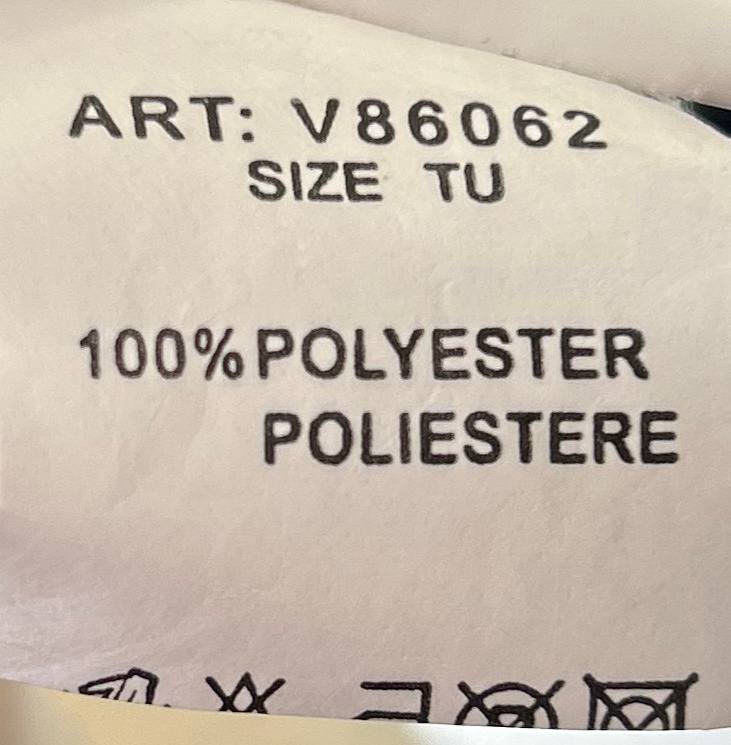 ART: V86062
SIZE TU
100% POLYESTER
POLIESTERE